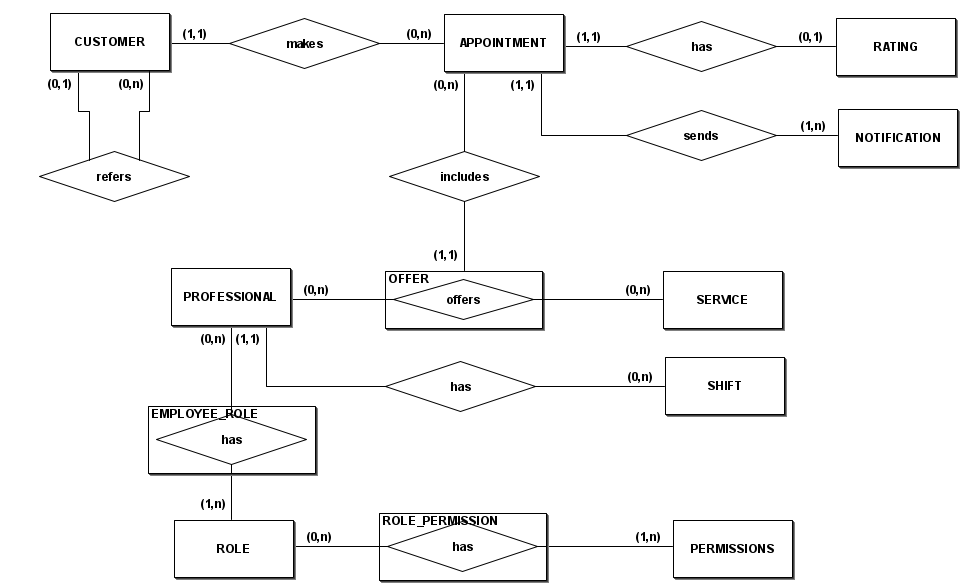 CUSTOMER
(1,1)
makes
(0,n)
APPOINTMENT
(1,1)
has
(0,1)
RATING
(0,1)
(0,n)
(0,n)
(1,1)
sends
(1,n)
NOTIFICATION
refers
includes
(1,1)
PROFESSIONAL
(0,n)
OFFER
offers
(0,n)
SERVICE
(0,n)
(1,1)
has
(0,n)
SHIFT
EMPLOYEE_ROLE
has
(1,n)
ROLE
(0,n)
ROLE_PERMISSION
has
(1,n)
PERMISSIONS